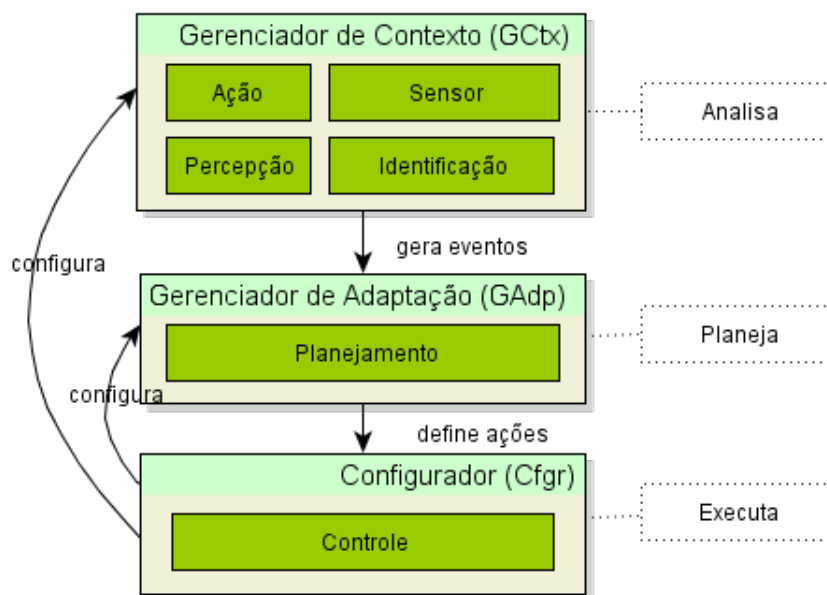 Gerenciador de Contexto (GCtx)
Ação
Sensor
Analisa
Percepção
Identificação
gera eventos
configura
Gerenciador de Adaptação (GAdp)
Planejamento
Planeja
configura
define ações
Configurador (Cfgr)
Executa
Controle